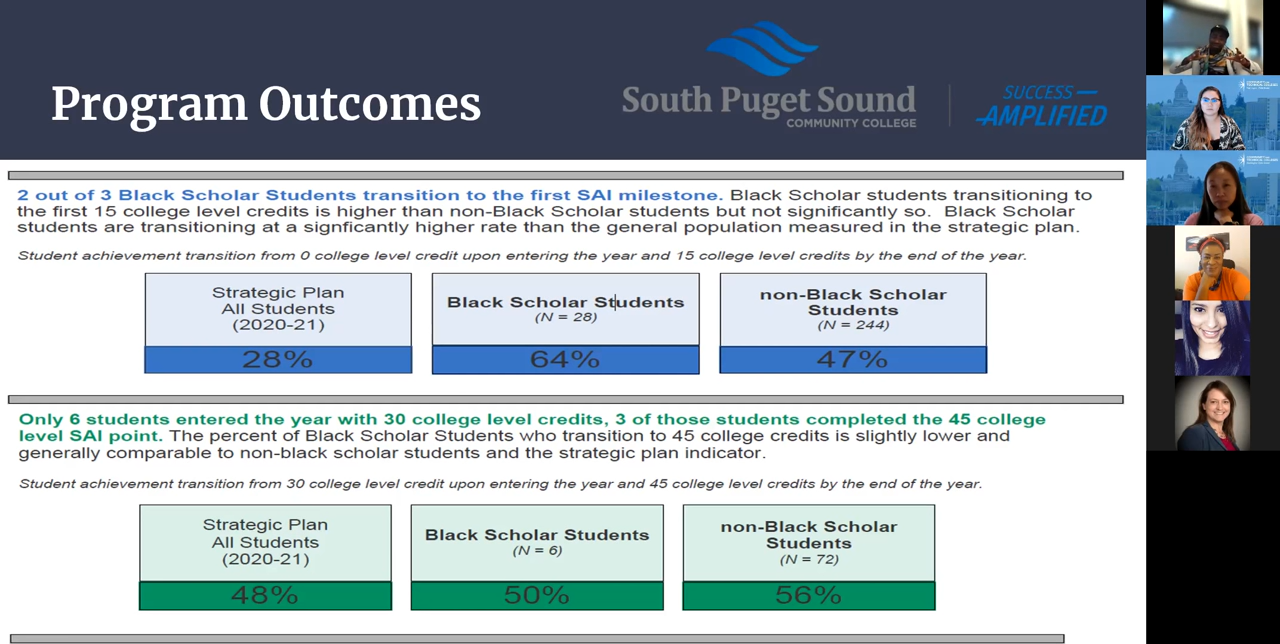 Program Outcomes
South Puget Sound
COMMUNITY COLLEGE
SUCCESS
AMPLIFIED
2 out of 3 Black Scholar Students transition to the first SAI milestone. Black Scholar students transitioning to
the first 15 college level credits is higher than non-Black Scholar students but not significantly so. Black Scholar
students are transitioning at a signficantly higher rate than the general population measured in the strategic plan.
Student achievement transition from 0 college level credit upon entering the year and 15 college level credits by the end of the year.
Strategic Plan
All Students
(2020-21)
28%
Black Scholar Students
(N = 28)
64%
non-Black Scholar
Students
(N = 244)
47%
Only 6 students entered the year with 30 college level credits, 3 of those students completed the 45 college
level SAI point. The percent of Black Scholar Students who transition to 45 college credits is slightly lower and
generally comparable to non-black scholar students and the strategic plan indicator.
Student achievement transition from 30 college level credit upon entering the year and 45 college level credits by the end of the year.
Strategic Plan
All Students
(2020-21)
48%
Black Scholar Students
(N = 6)
50%
non-Black Scholar
Students
(N = 72)
56%